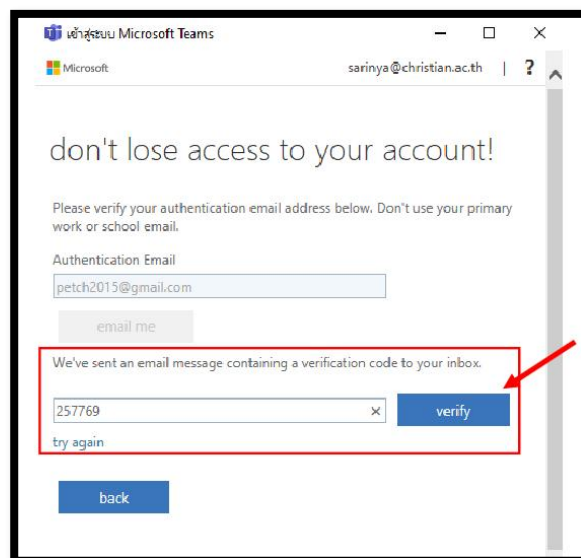 เข้าสู่ระบบ Microsoft Teams
Microsoft
sarinya@christian.ac.th | ?
don't lose access to your account!
Please verify your authentication email address below. Don't use your primary
work or school email.
Authentication Email
petch2015@gmail.com
email me
We've sent an email message containing a verification code to your inbox.
257769
verify
try again
back